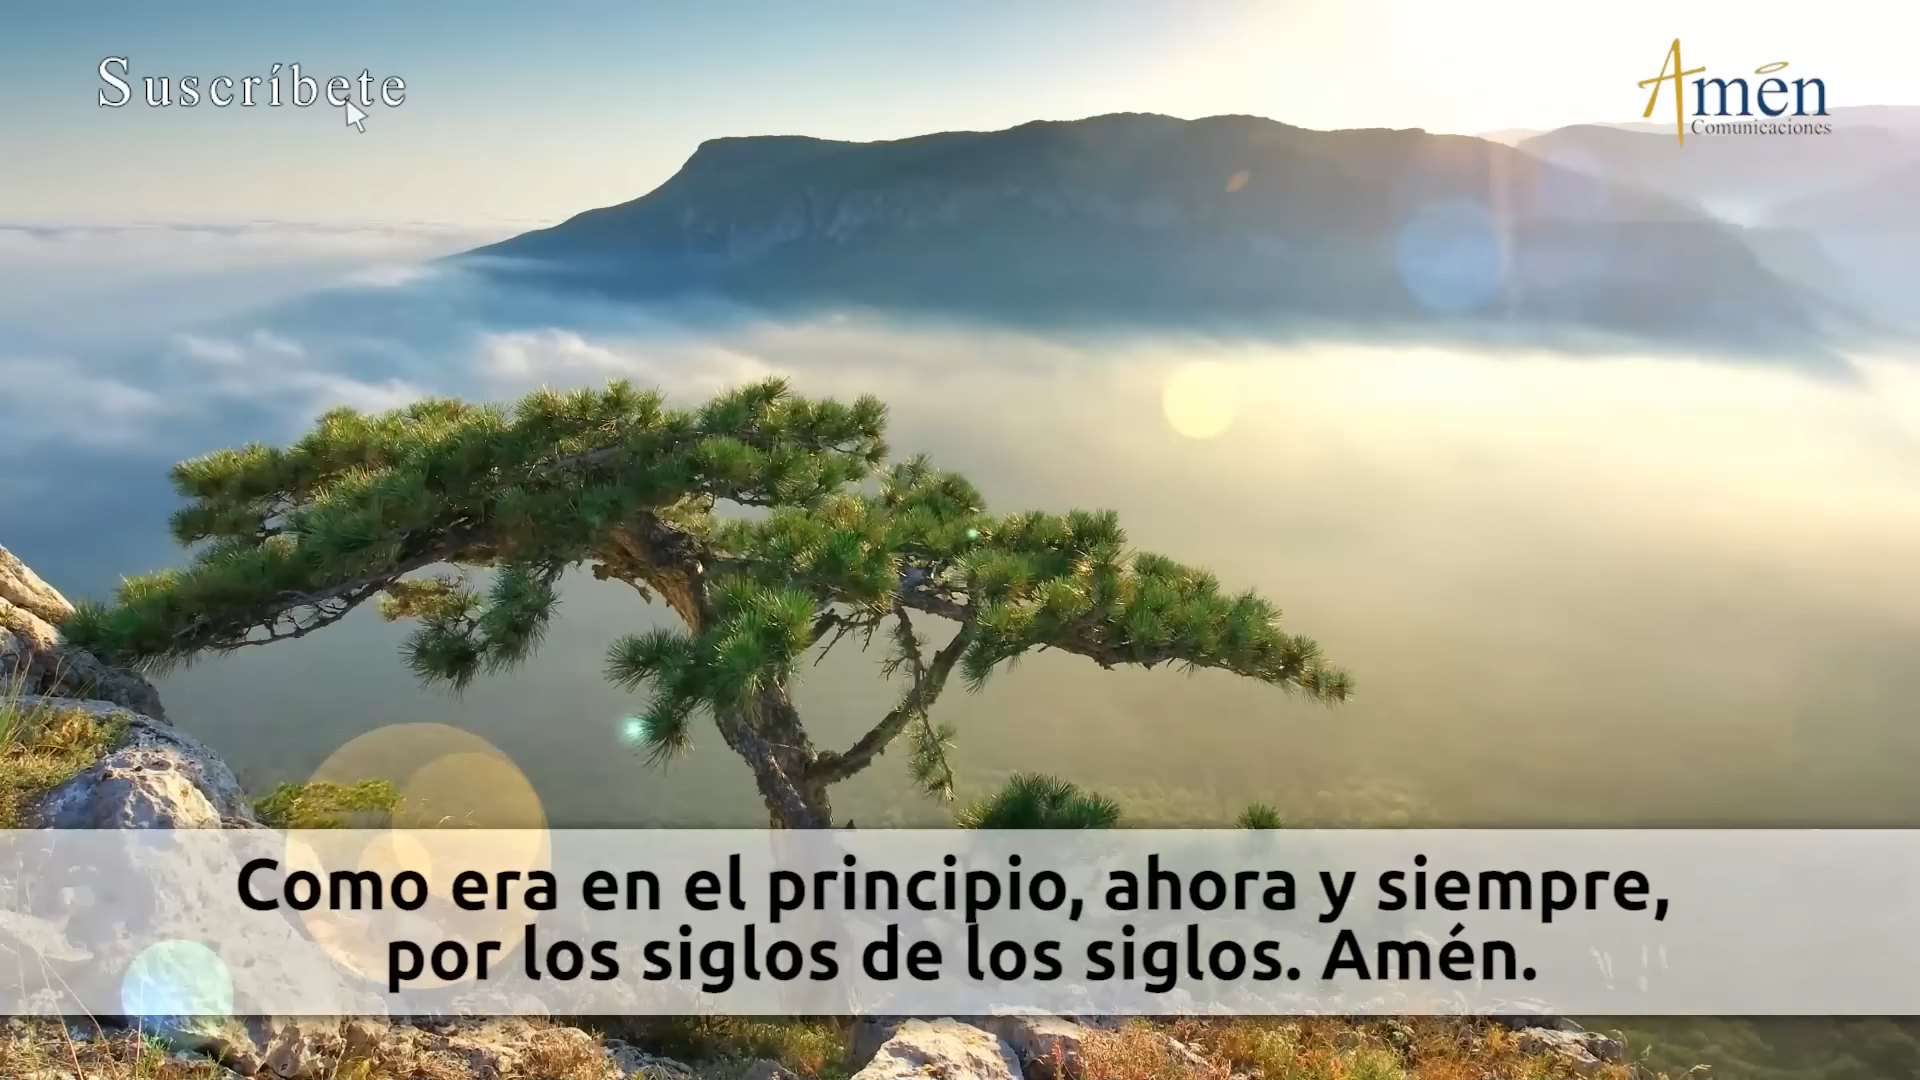 Suscríbete
Amén
Comunicaciones
Como era en el principio, ahora y siempre,
por los siglos de los siglos. Amén.